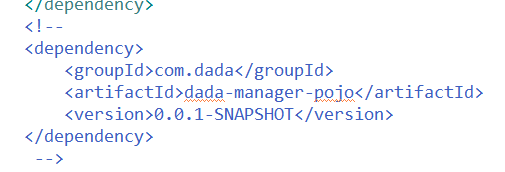 </dependency>
<!--
<dependency>
<groupId>com.dada</groupId>
<artifactId>dada-manager-pojo</artifactId>
<version>0.0.1-SNAPSHOT</version>
</dependency>
-->